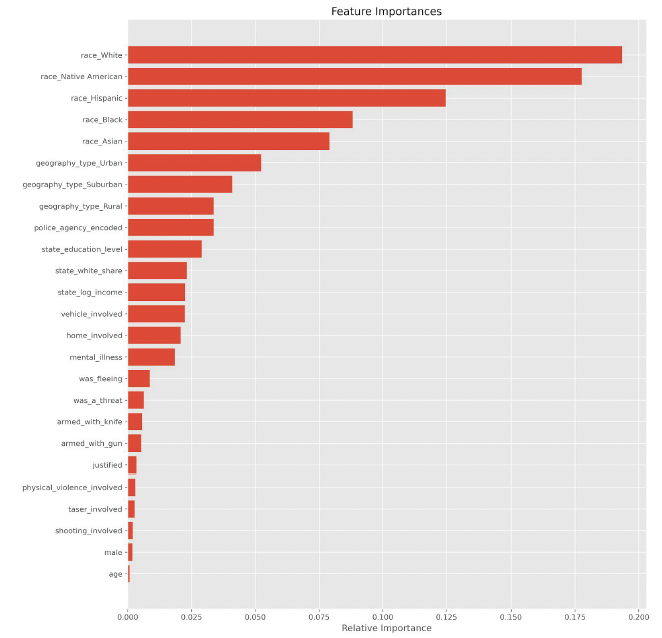 Feature Importances
race_White
race_Native American
race_Hispanic
race_Black
race_Asian
geography_type_Urban
geography_type_Suburban
geography_type_Rural
police_agency_encoded
state_education_level
state_white_share
state_log_income
vehicle_involved
home_involved
mental_illness
was_fleeing
was_a_threat
armed_with_knife
armed_with_gun
justified
physical_violence_involved
taser_involved
shooting_involved
male
age
0.000 0.025 0.050 0.075 0.100 0.125 0.150 0.175 0.200
Relative Importance